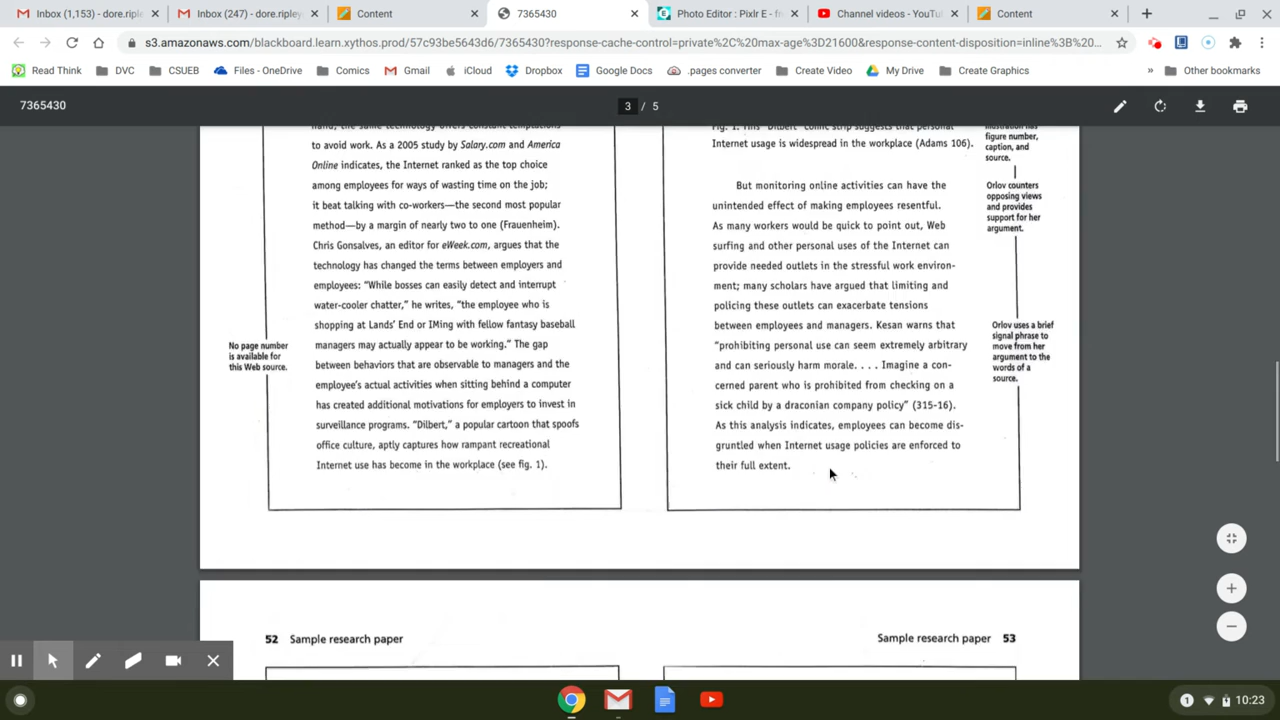 Inbox (1,153) - dore.ripley
Inbox (247) - dore.ripley
Content
7365430
Photo Editor : Pixlr E - fr
Channel videos - YouTu
Content
s3.amazonaws.com/blackboard.learn.xythos.prod/57c93be5643d6/7365430?response-cache-control=private%2C%20max-age%3D21600&response-content-disposition=inline%3B%20...
Read Think
DVC
CSUEB
Files - OneDrive
Comics
Gmail
iCloud
Dropbox
Google Docs
.pages converter
Create Video
My Drive
Create Graphics
»
Other bookmarks
7365430
3 / 5
to avoid work. As a 2005 study by Salary.com and America
Online indicates, the Internet ranked as the top choice
among employees for ways of wasting time on the job;
it beat talking with co-workers—the second most popular
method—by a margin of nearly two to one (Frauenheim).
Chris Gonsalves, an editor for eWeek.com, argues that the
technology has changed the terms between employers and
employees: “While bosses can easily detect and interrupt
water-cooler chatter,” he writes, “the employee who is
shopping at Lands’ End or IMing with fellow fantasy baseball
managers may actually appear to be working.” The gap
between behaviors that are observable to managers and the
employee’s actual activities when sitting behind a computer
has created additional motivations for employers to invest in
surveillance programs. “Dilbert,” a popular cartoon that spoofs
office culture, aptly captures how rampant recreational
Internet use has become in the workplace (see fig. 1).
No page number
is available for
this Web source.
Fig. 1. This “Dilbert” comic strip suggests that personal
Internet usage is widespread in the workplace (Adams 106).
But monitoring online activities can have the
unintended effect of making employees resentful.
As many workers would be quick to point out, Web
surfing and other personal uses of the Internet can
provide needed outlets in the stressful work environ-
ment; many scholars have argued that limiting and
policing these outlets can exacerbate tensions
between employees and managers. Kesan warns that
“prohibiting personal use can seem extremely arbitrary
and can seriously harm morale. . . . Imagine a con-
cerned parent who is prohibited from checking on a
sick child by a draconian company policy” (315-16).
As this analysis indicates, employees can become dis-
gruntled when Internet usage policies are enforced to
their full extent.
figure number,
caption, and
source.
Orlov counters
opposing views
and provides
support for her
argument.
Orlov uses a brief
signal phrase to
move from her
argument to the
words of a
source.
52 Sample research paper
Sample research paper 53
1
10:23